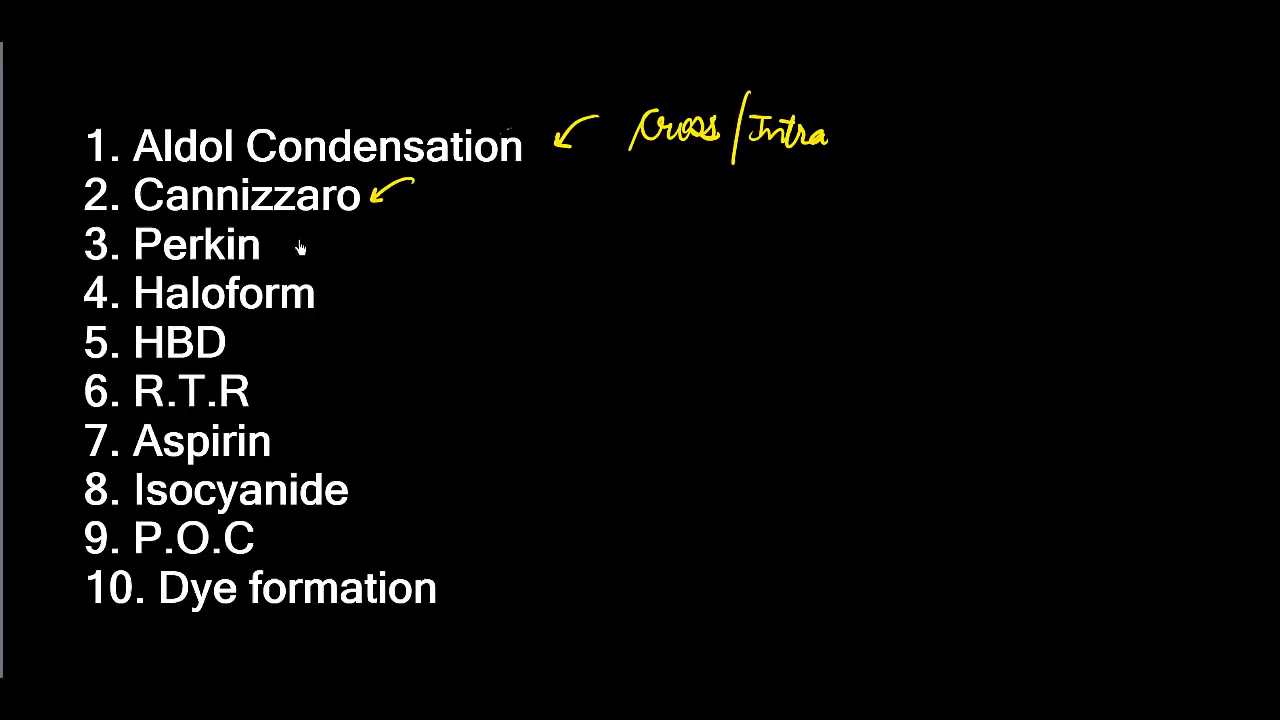 1. Aldol Condensation Cross/Intra
2. Cannizzaro
3. Perkin
4. Haloform
5. HBD
6. R.T.R
7. Aspirin
8. Isocyanide
9. P.O.C
10. Dye formation